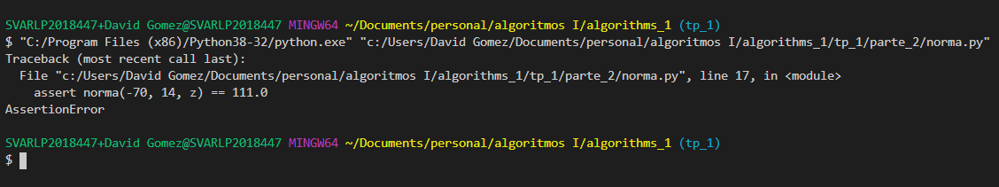 SVARLP2018447+David Gomez@SVARLP2018447 MINGW64 ~/Documents/personal/algoritmos I/algorithms_1 (tp_1)
$ "C:/Program Files (x86)/Python38-32/python.exe" "c:/Users/David Gomez/Documents/personal/algoritmos I/algorithms_1/tp_1/parte_2/norma.py"
Traceback (most recent call last):
  File "c:/Users/David Gomez/Documents/personal/algoritmos I/algorithms_1/tp_1/parte_2/norma.py", line 17, in <module>
    assert norma(-70, 14, z) == 111.0
AssertionError
SVARLP2018447+David Gomez@SVARLP2018447 MINGW64 ~/Documents/personal/algoritmos I/algorithms_1 (tp_1)
$